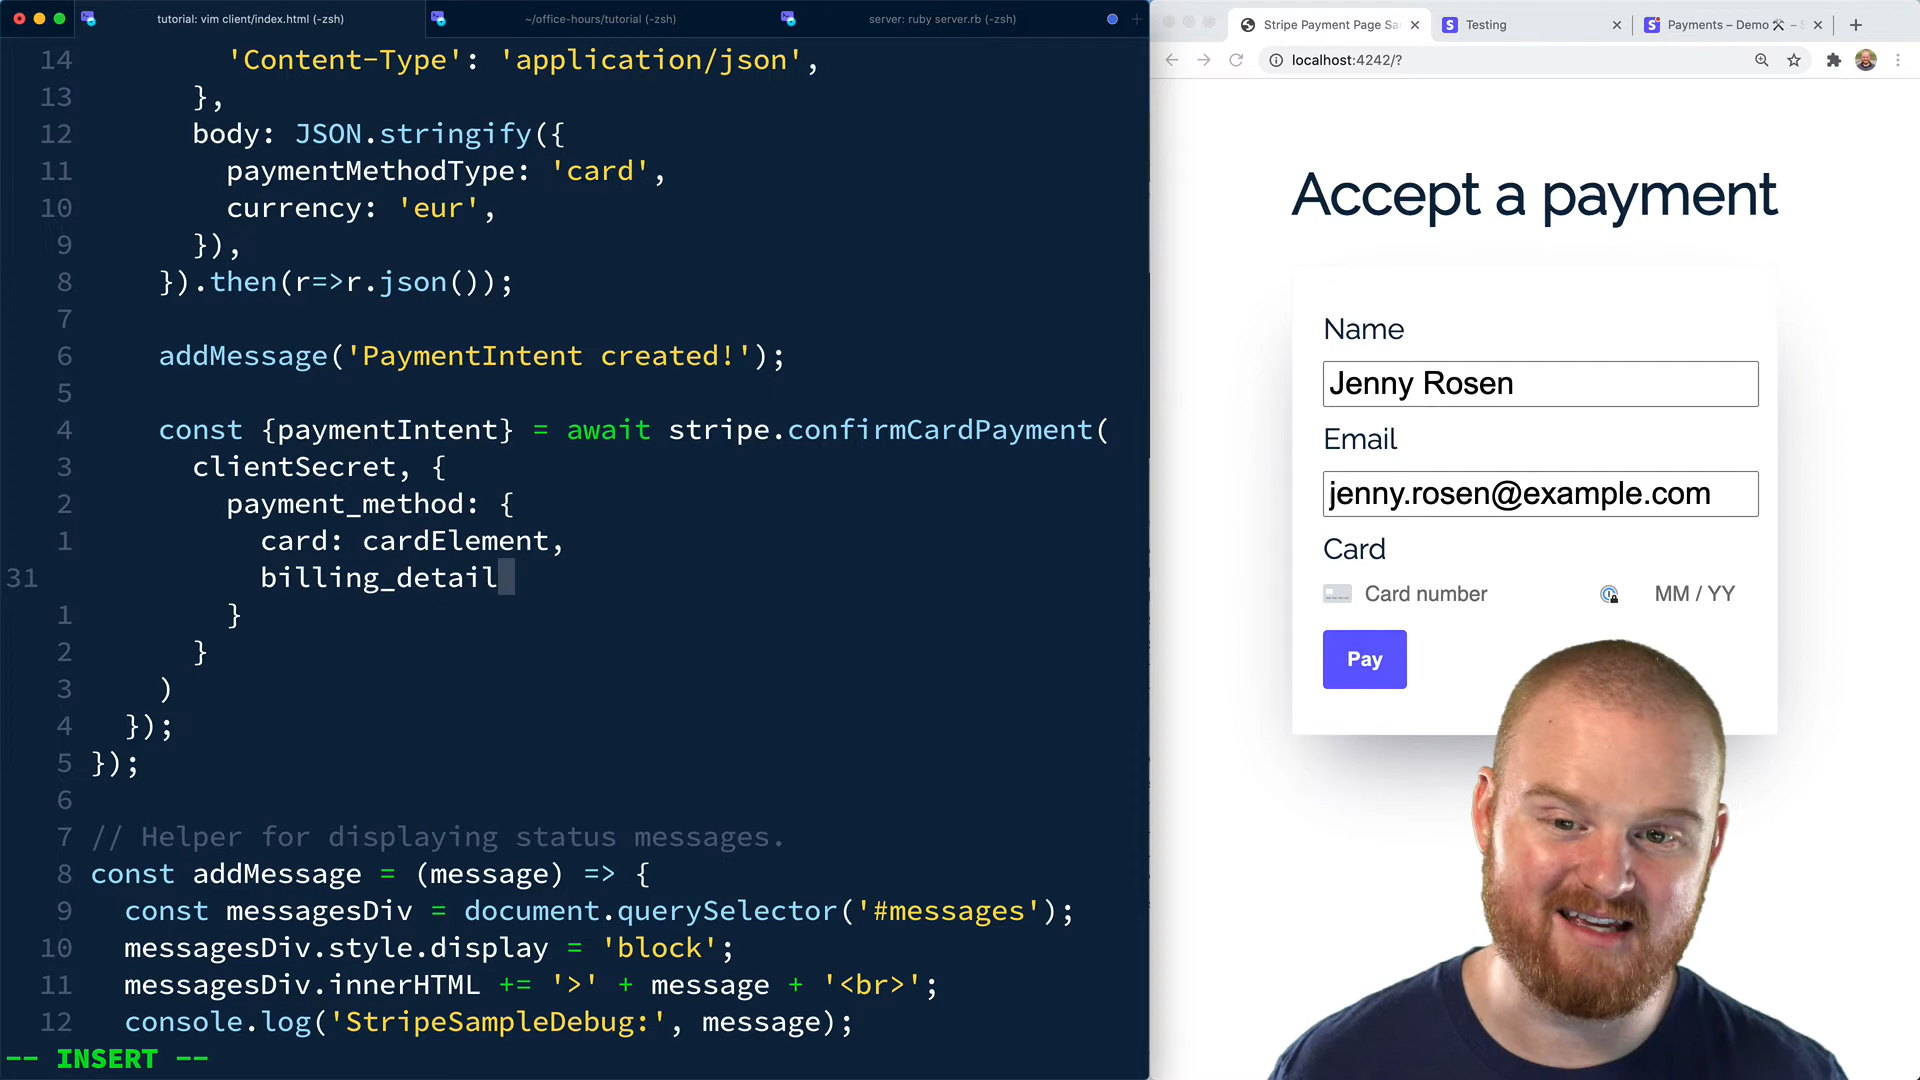 tutorial: vim client/index.html (-zsh)
~/office-hours/tutorial (-zsh)
server: ruby server.rb (-zsh)
14 'Content-Type': 'application/json',
13 },
12 body: JSON.stringify({
11 paymentMethodType: 'card',
10 currency: 'eur',
9 }),
8 }).then(r=>r.json());
7
6 addMessage('PaymentIntent created!');
5
4 const {paymentIntent} = await stripe.confirmCardPayment(
3 clientSecret, {
2 payment_method: {
1 card: cardElement,
31 billing_detail
1 }
2 }
3 )
4 });
5 });
6
7 // Helper for displaying status messages.
8 const addMessage = (message) => {
9 const messagesDiv = document.querySelector('#messages');
10 messagesDiv.style.display = 'block';
11 messagesDiv.innerHTML += '>' + message + '<br>';
12 console.log('StripeSampleDebug:', message);
-- INSERT --
Stripe Payment Page Sa
Testing
Payments – Demo
localhost:4242/?
Accept a payment
Name
Jenny Rosen
Email
jenny.rosen@example.com
Card
Card number MM / YY
Pay